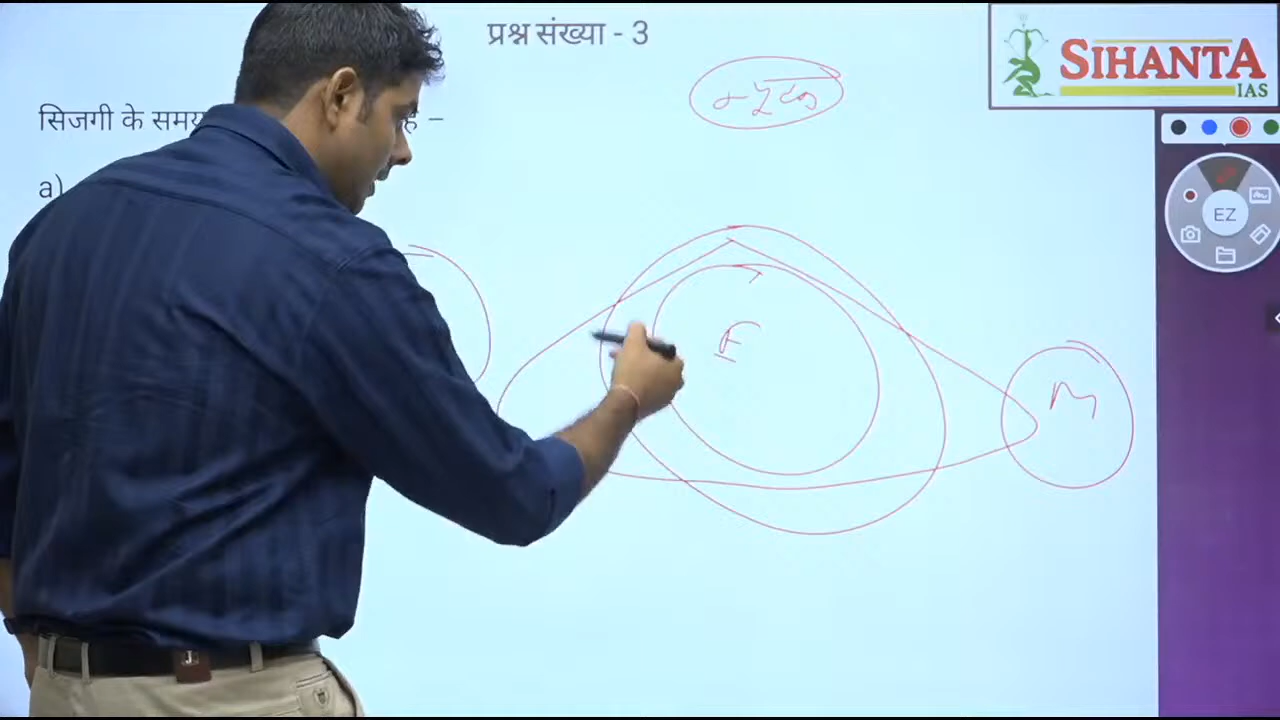 प्रश्न संख्या - 3
SIHANTA
IAS
सिजगी के समय है –
a)
EZ
E
M